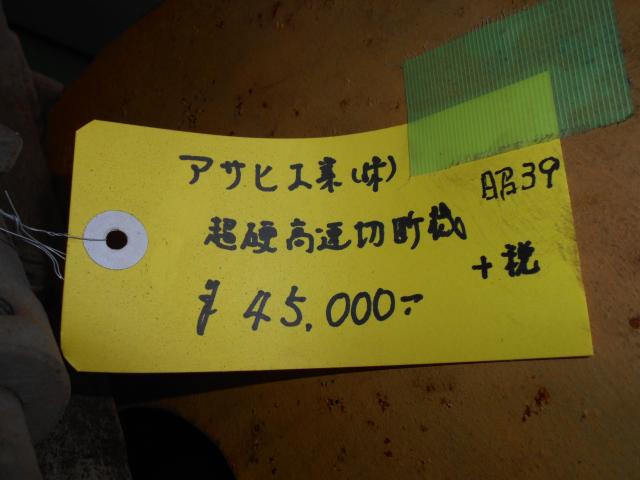 アサヒ工業(株)
昭39
超硬高速切断機
+税
¥45,000-